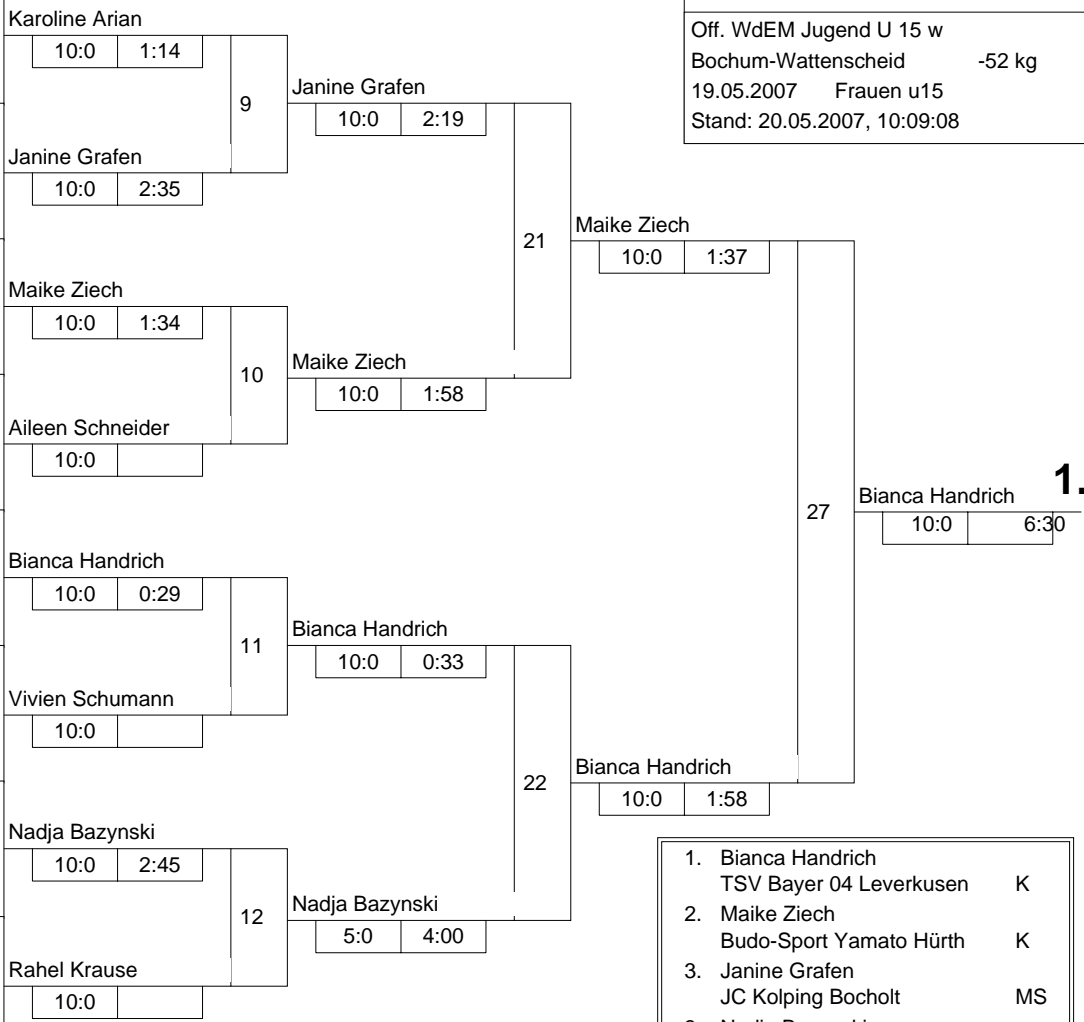 Karoline Arian
10:0 1:14
9
Janine Grafen
10:0 2:35
Maike Ziech
10:0 1:34
10
Aileen Schneider
10:0
Bianca Handrich
10:0 0:29
11
Vivien Schumann
10:0
Nadja Bazynski
10:0 2:45
12
Rahel Krause
10:0
Janine Grafen
10:0 2:19
21
Maike Ziech
10:0 1:58
Bianca Handrich
10:0 0:33
22
Nadja Bazynski
5:0 4:00
Maike Ziech
10:0 1:37
27
Bianca Handrich
10:0 1:58
Bianca Handrich 1.
10:0 6:30
Off. WdEM Jugend U 15 w
Bochum-Wattenscheid -52 kg
19.05.2007 Frauen u15
Stand: 20.05.2007, 10:09:08
1. Bianca Handrich
TSV Bayer 04 Leverkusen K
2. Maike Ziech
Budo-Sport Yamato Hürth K
3. Janine Grafen
JC Kolping Bocholt MS
3. Nadja Bazynski